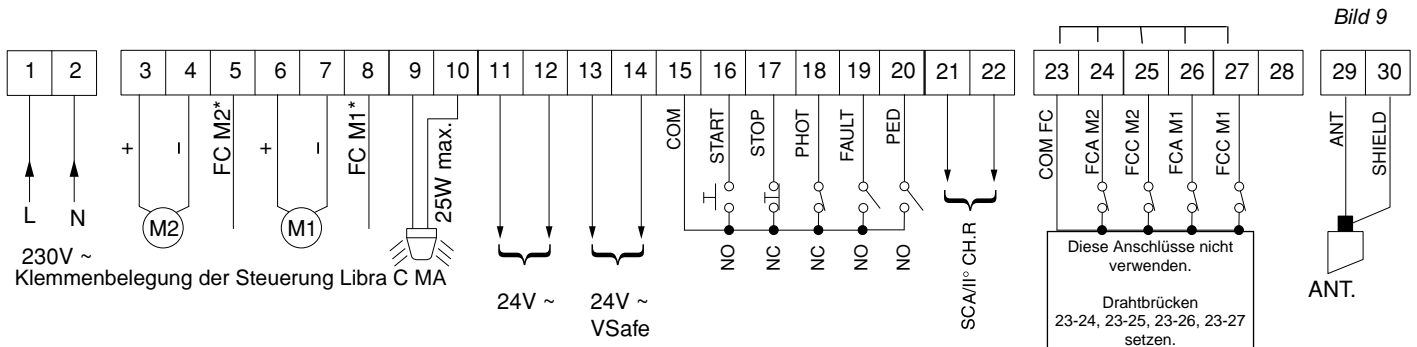 Bild 9
1 2 3 4 5 6 7 8 9 10 11 12 13 14 15 16 17 18 19 20 21 22 23 24 25 26 27 28 29 30
+ – FC M2* + – FC M1* 25W max. COM START STOP PHOT FAULT PED COM FC FCA M2 FCC M2 FCA M1 FCC M1 ANT SHIELD
L N M2 M1
NO NC NC NO NO
SCA/II° CH.R
230V ~
Klemmenbelegung der Steuerung Libra C MA
24V ~ 24V ~
VSafe
Diese Anschlüsse nicht
verwenden.
Drahtbrücken
23-24, 23-25, 23-26, 23-27
setzen.
ANT.